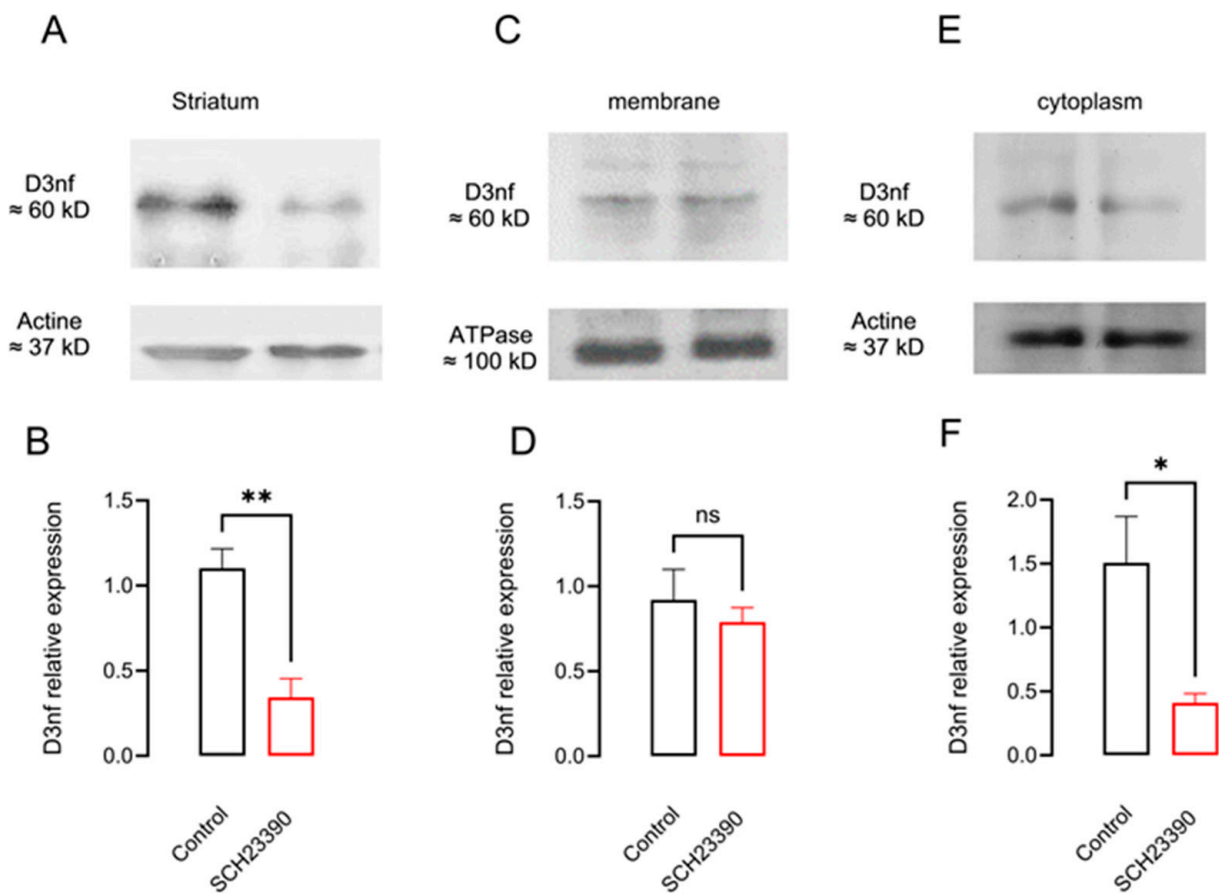 A
Striatum
D3nf
≈ 60 kD
Actine
≈ 37 kD
C
membrane
D3nf
≈ 60 kD
ATPase
≈ 100 kD
E
cytoplasm
D3nf
≈ 60 kD
Actine
≈ 37 kD
B
D3nf relative expression
1.5
1.0
0.5
0.0
**
Control
SCH23390
D
D3nf relative expression
1.5
1.0
0.5
0.0
ns
Control
SCH23390
F
D3nf relative expression
2.0
1.5
1.0
0.5
0.0
*
Control
SCH23390